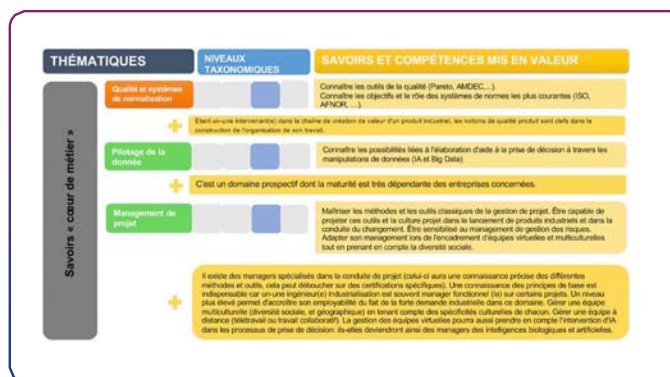 THÉMATIQUES
NIVEAUX
TAXONOMIQUES
SAVOIRS ET COMPÉTENCES MIS EN VALEUR
Savoirs « cœur de métier »
Qualité et systèmes
de normalisation
Connaître les outils de la qualité (Pareto, AMDEC,...).
Connaître les objectifs et le rôle des systèmes de normes les plus courantes (ISO,
AFNOR, ....).
Étant un-une intervenant(e) dans la chaîne de création de valeur d'un produit industriel, les notions de qualité produit sont clefs dans la
construction de l'organisation de son travail.
Pilotage de la
donnée
Connaître les possibilités liées à l'élaboration d'aide à la prise de décision à travers les
manipulations de données (IA et Big Data).
C'est un domaine prospectif dont la maturité est très dépendante des entreprises concernées.
Management de
projet
Maîtriser les méthodes et les outils classiques de la gestion de projet. Être capable de
projeter ces outils et la culture projet dans le lancement de produits industriels et dans la
conduite du changement. Être sensibilisé au management de gestion des risques.
Adapter son management lors de l'encadrement d'équipes virtuelles et multiculturelles
tout en prenant en compte la diversité sociale.
Il existe des managers spécialisés dans la conduite de projet (celui-ci aura une connaissance précise des différentes
méthodes et outils, cela peut déboucher sur des certifications spécifiques). Une connaissance des principes de base est
indispensable car un-une ingénieur(e) industrialisation est souvent manager fonctionnel (le) sur certains projets. Un niveau
plus élevé permet d'accroître son employabilité du fait de la forte demande industrielle dans ce domaine. Gérer une équipe
multiculturelle (diversité sociale, et géographique) en tenant compte des spécificités culturelles de chacun. Gérer une équipe à
distance (télétravail ou travail collaboratif). La gestion des équipes virtuelles pourra aussi prendre en compte l'intervention d'IA
dans les processus de prise de décision: ils-elles deviendront ainsi des managers des intelligences biologiques et artificielles.